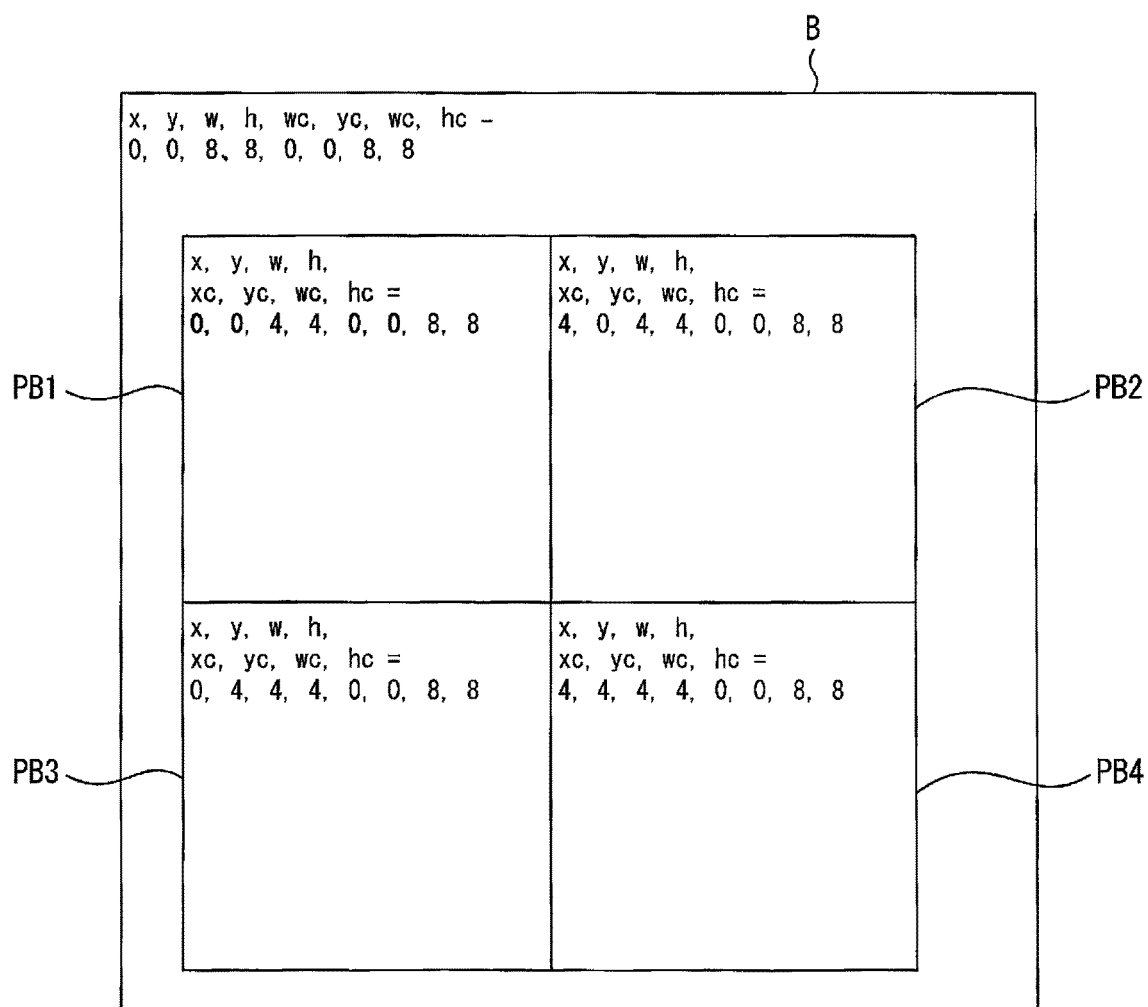 B
x, y, w, h, wc, yc, wc, hc –
0, 0, 8、8, 0, 0, 8, 8
x, y, w, h,
xc, yc, wc, hc =
0, 0, 4, 4, 0, 0, 8, 8
x, y, w, h,
xc, yc, wc, hc =
4, 0, 4, 4, 0, 0, 8, 8
PB1
PB2
x, y, w, h,
xc, yc, wc, hc =
0, 4, 4, 4, 0, 0, 8, 8
x, y, w, h,
xc, yc, wc, hc =
4, 4, 4, 4, 0, 0, 8, 8
PB3
PB4